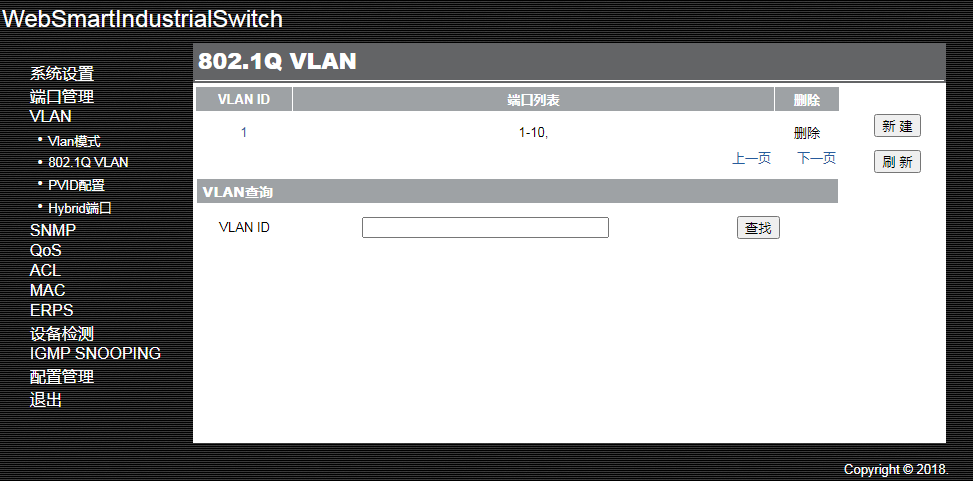 WebSmartIndustrialSwitch
系统设置
端口管理
VLAN
• Vlan模式
• 802.1Q VLAN
• PVID配置
• Hybrid端口
SNMP
QoS
ACL
MAC
ERPS
设备检测
IGMP SNOOPING
配置管理
退出
802.1Q VLAN
VLAN ID 端口列表 删除
1 1-10, 删除
上一页 下一页
新 建
刷 新
VLAN查询
VLAN ID 查找
Copyright © 2018.